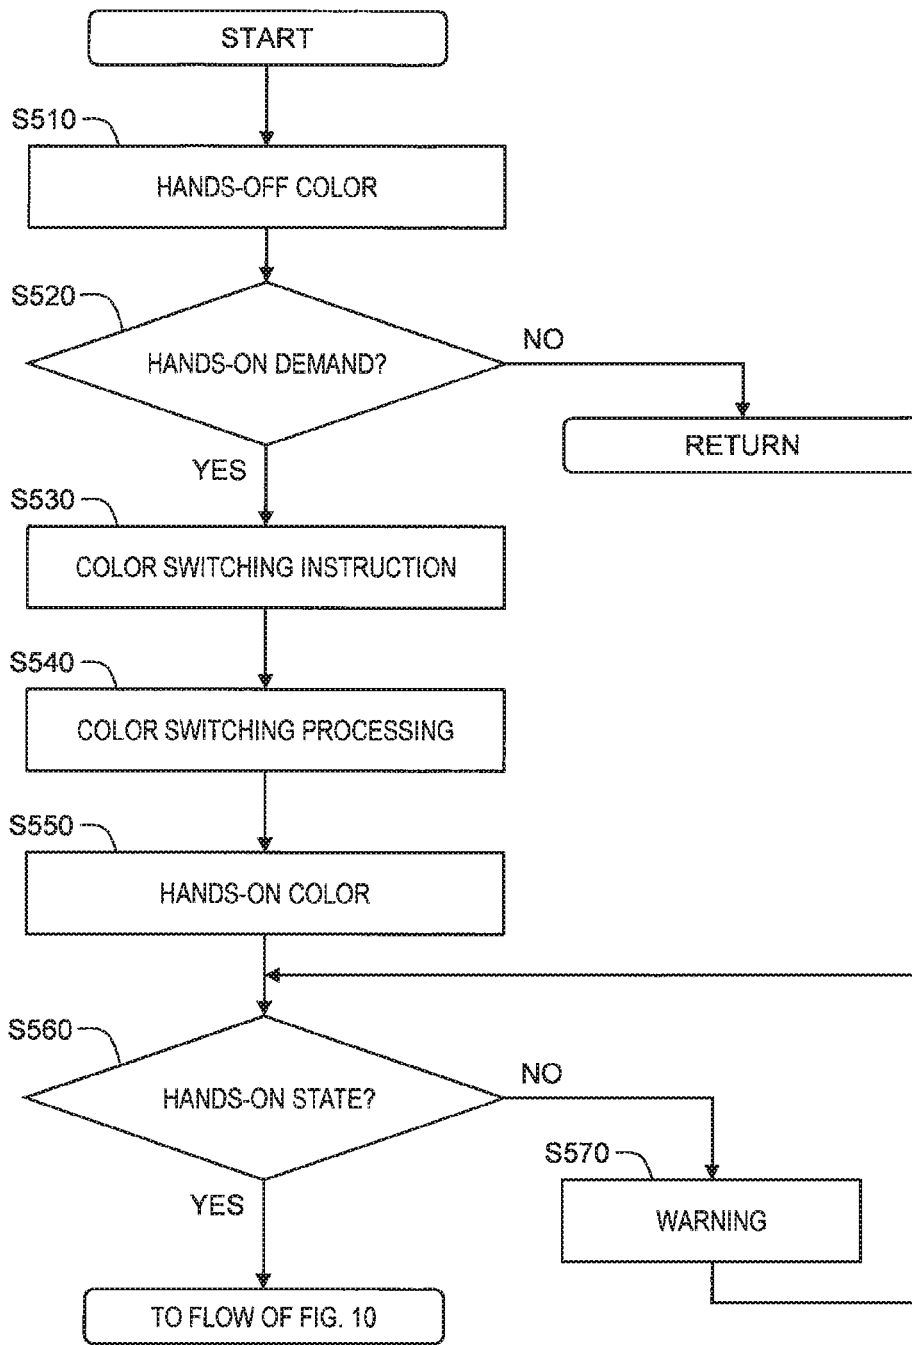 START
S510
HANDS-OFF COLOR
S520
HANDS-ON DEMAND?
NO
RETURN
YES
S530
COLOR SWITCHING INSTRUCTION
S540
COLOR SWITCHING PROCESSING
S550
HANDS-ON COLOR
S560
HANDS-ON STATE?
NO
S570
WARNING
YES
TO FLOW OF FIG. 10